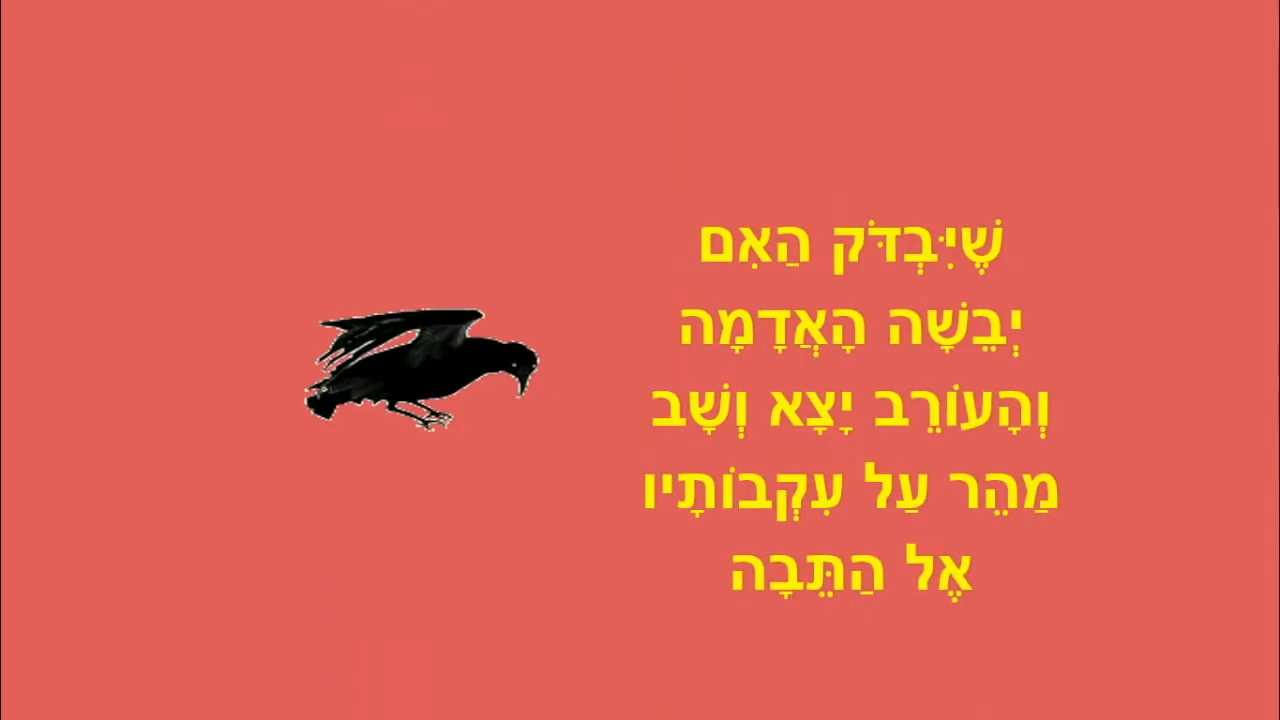 שֶׁיִּבְדֹּק הַאִם
יְבֵשָׁה הָאֲדָמָה
וְהָעוֹרֵב יָצָא וְשָׁב
מַהֵר עַל עִקְבוֹתָיו
אֶל הַתֵּבָה